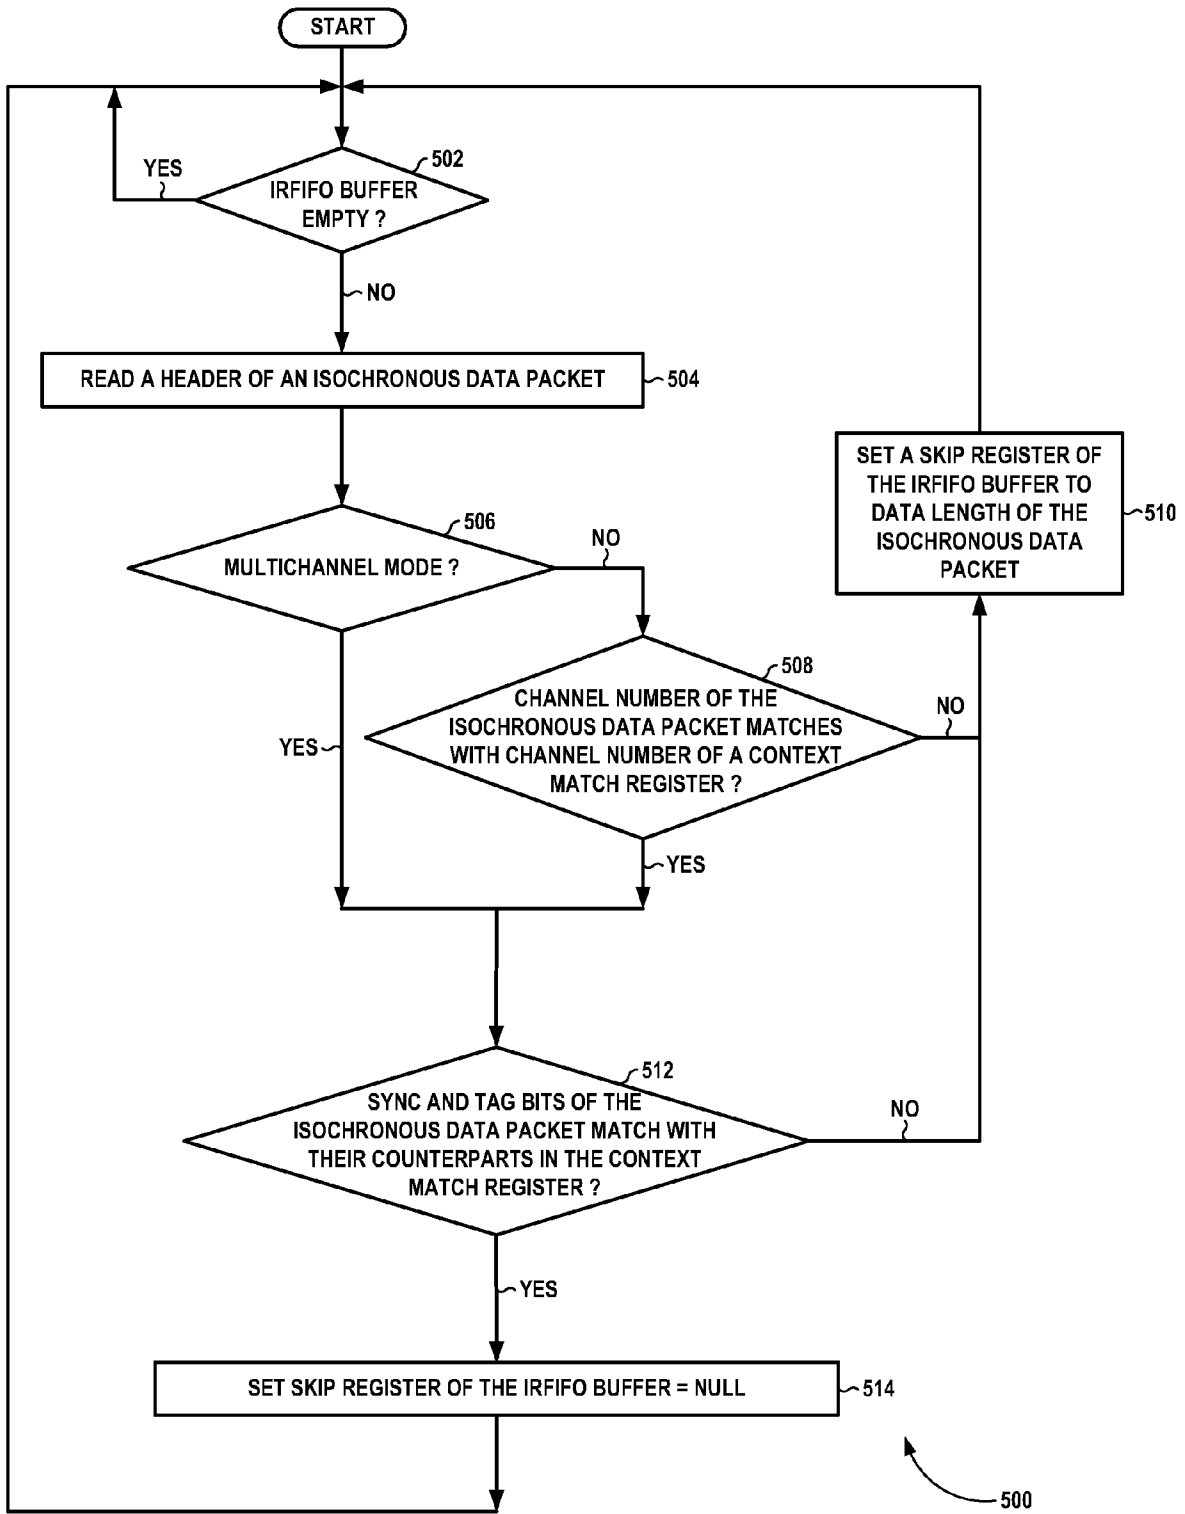 START
502
YES
IRFIFO BUFFER
EMPTY ?
NO
READ A HEADER OF AN ISOCHRONOUS DATA PACKET
504
SET A SKIP REGISTER OF
THE IRFIFO BUFFER TO
DATA LENGTH OF THE
ISOCHRONOUS DATA
PACKET
510
506
NO
MULTICHANNEL MODE ?
508
CHANNEL NUMBER OF THE
ISOCHRONOUS DATA PACKET MATCHES
WITH CHANNEL NUMBER OF A CONTEXT
MATCH REGISTER ?
NO
YES
YES
512
SYNC AND TAG BITS OF THE
ISOCHRONOUS DATA PACKET MATCH WITH
THEIR COUNTERPARTS IN THE CONTEXT
MATCH REGISTER ?
NO
YES
SET SKIP REGISTER OF THE IRFIFO BUFFER = NULL
514
500